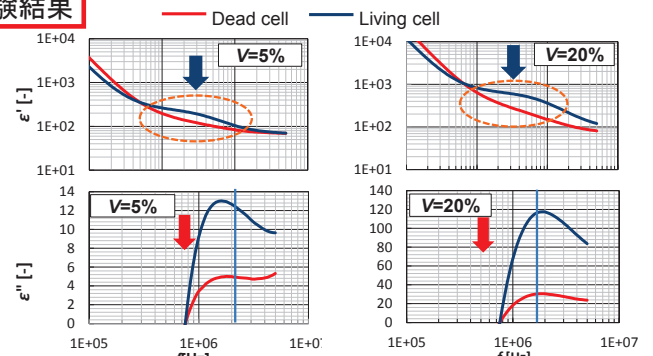 験結果
Dead cell Living cell
1E+04 V=5% 1E+04 V=20%
1E+03 1E+03
ε' [-]
1E+02 1E+02
1E+01 1E+01
14 V=5% 140 V=20%
12 120
10 100
8 80
ε" [-]
6 60
4 40
2 20
0 0
1E+05 1E+06 1E+0 1E+05 1E+06 1E+07